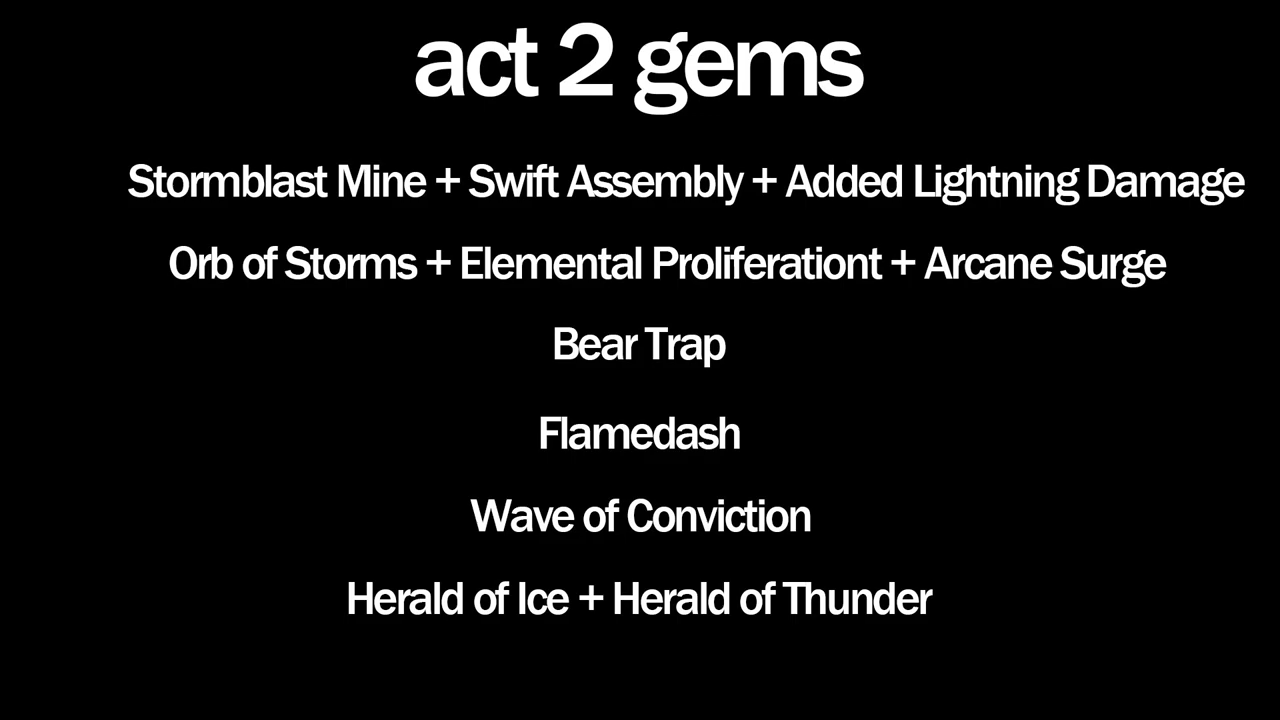 act 2 gems
Stormblast Mine + Swift Assembly + Added Lightning Damage
Orb of Storms + Elemental Proliferationt + Arcane Surge
Bear Trap
Flamedash
Wave of Conviction
Herald of Ice + Herald of Thunder